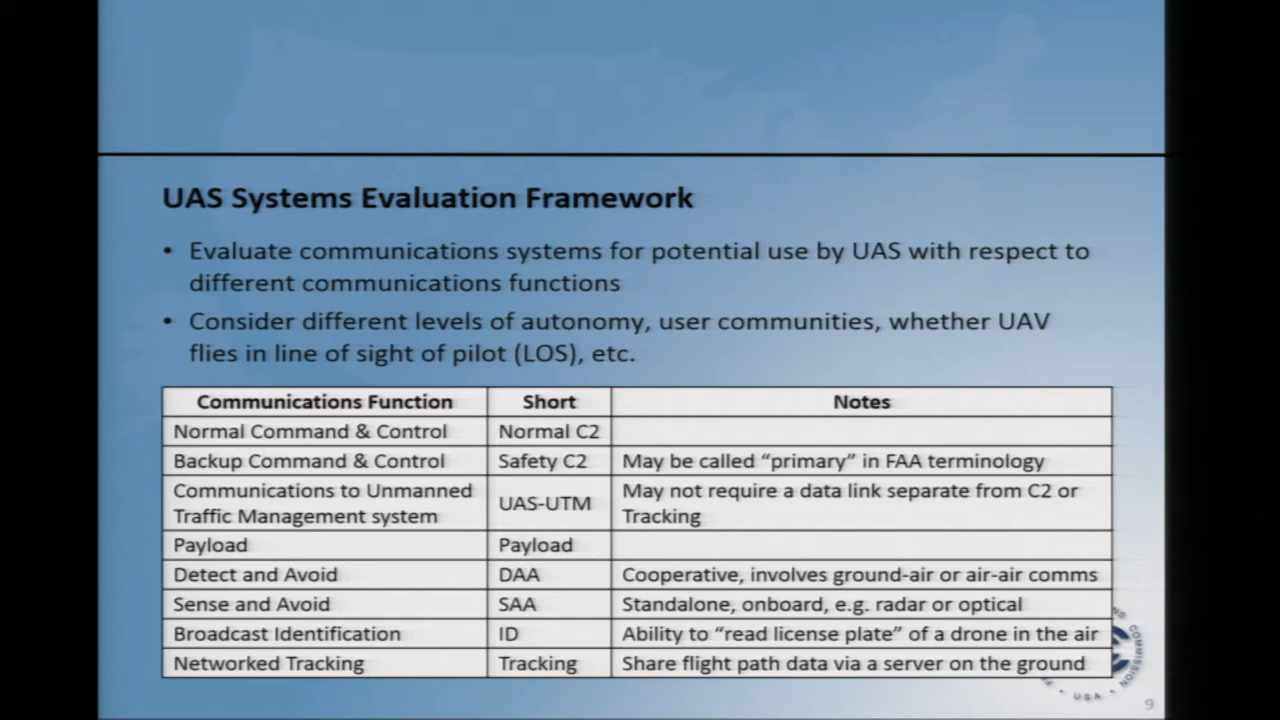 UAS Systems Evaluation Framework
• Evaluate communications systems for potential use by UAS with respect to
different communications functions
• Consider different levels of autonomy, user communities, whether UAV
flies in line of sight of pilot (LOS), etc.
Communications Function Short Notes
Normal Command & Control Normal C2
Backup Command & Control Safety C2 May be called “primary” in FAA terminology
Communications to Unmanned
Traffic Management system UAS-UTM May not require a data link separate from C2 or
Tracking
Payload Payload
Detect and Avoid DAA Cooperative, involves ground-air or air-air comms
Sense and Avoid SAA Standalone, onboard, e.g. radar or optical
Broadcast Identification ID Ability to “read license plate” of a drone in the air
Networked Tracking Tracking Share flight path data via a server on the ground
COMMISSION
• USA •
9